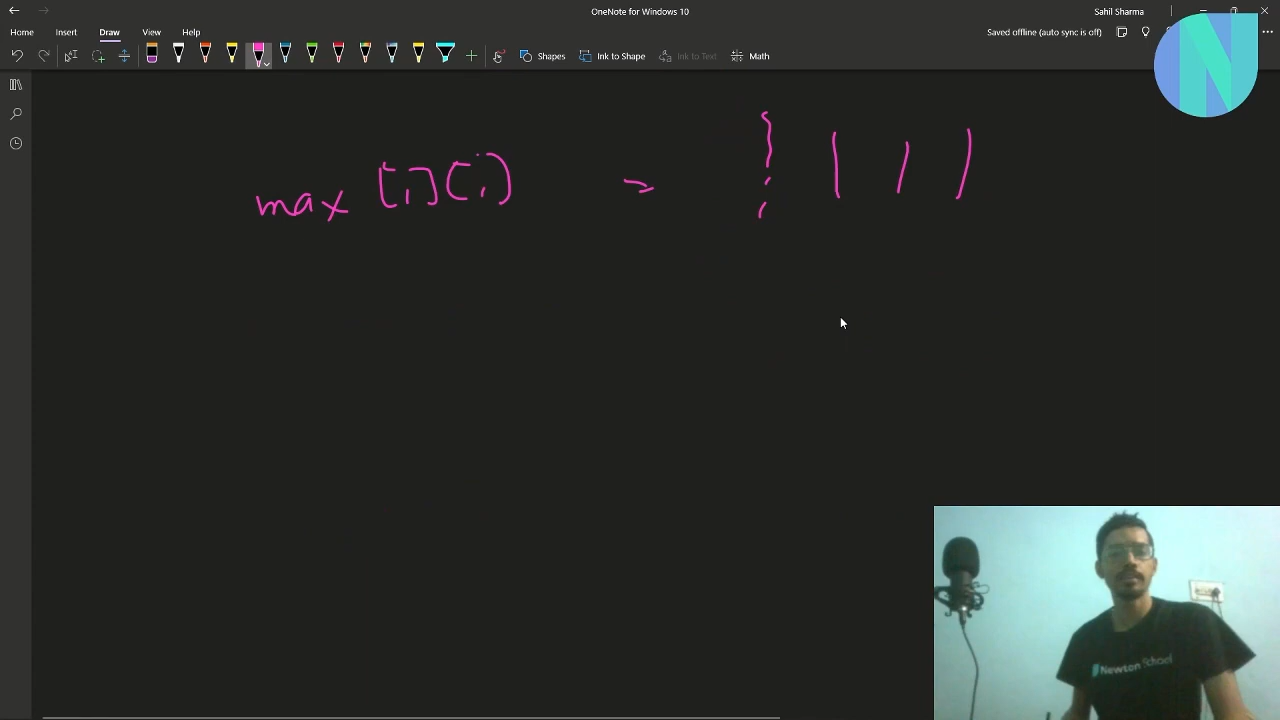 OneNote for Windows 10
Sahil Sharma
Home Insert Draw View Help
Saved offline (auto sync is off)
Shapes Ink to Shape Ink to Text Math
max [i][j] =
Newton School